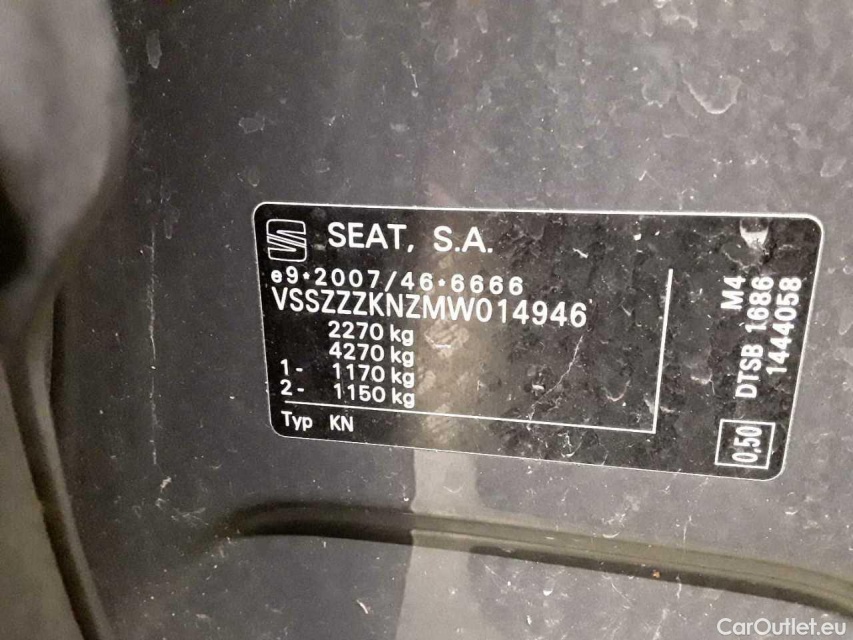 SEAT, S.A.
e9*2007/46*6666
VSSZZZKNZMW014946
2270 kg
4270 kg
1- 1170 kg
2- 1150 kg
Typ KN
M4
DTSB 1686
1444058
0,50
CarOutlet.eu